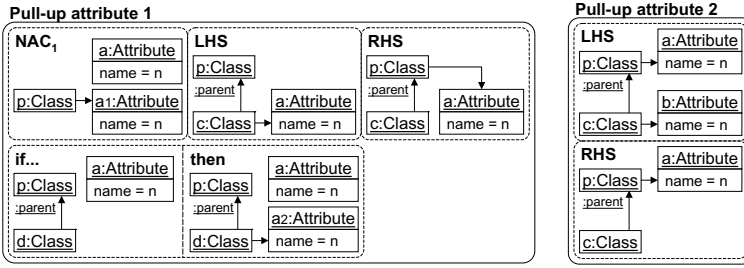 Pull-up attribute 1
NAC1
a:Attribute
name = n
p:Class
a1:Attribute
name = n
LHS
p:Class
:parent
c:Class
a:Attribute
name = n
RHS
p:Class
:parent
c:Class
a:Attribute
name = n
if...
p:Class
:parent
d:Class
a:Attribute
name = n
then
p:Class
:parent
d:Class
a:Attribute
name = n
a2:Attribute
name = n
Pull-up attribute 2
LHS
p:Class
:parent
c:Class
a:Attribute
name = n
b:Attribute
name = n
RHS
p:Class
:parent
c:Class
a:Attribute
name = n